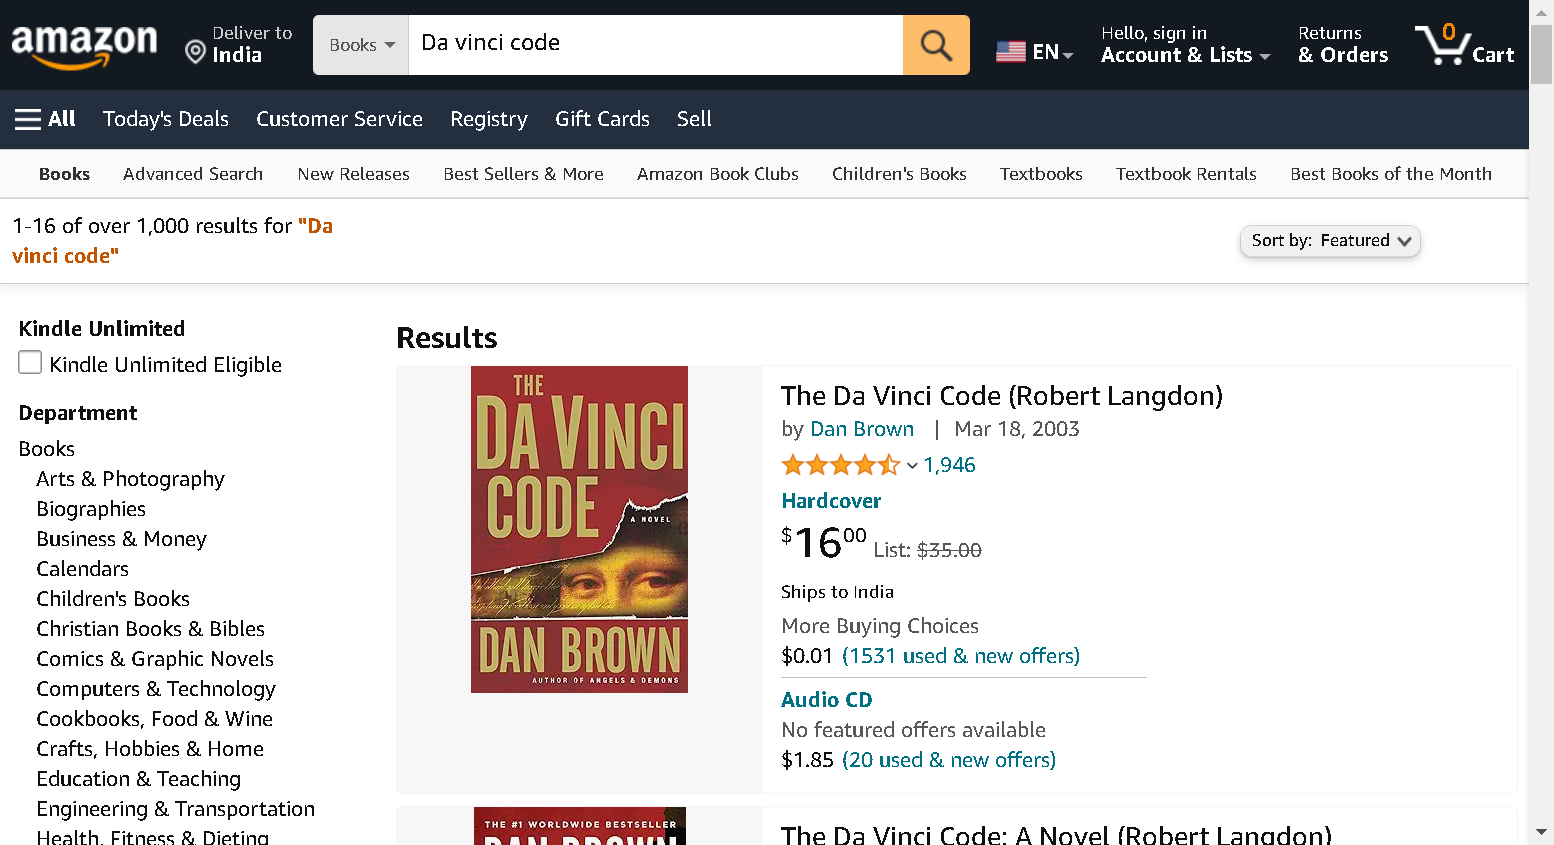 amazon
Deliver to
India
Books
Da vinci code
EN
Hello, sign in
Account & Lists
Returns
& Orders
0
Cart
All
Today's Deals
Customer Service
Registry
Gift Cards
Sell
Books
Advanced Search
New Releases
Best Sellers & More
Amazon Book Clubs
Children's Books
Textbooks
Textbook Rentals
Best Books of the Month
1-16 of over 1,000 results for "Da
vinci code"
Sort by: Featured
Kindle Unlimited
Kindle Unlimited Eligible
Department
Books
Arts & Photography
Biographies
Business & Money
Calendars
Children's Books
Christian Books & Bibles
Comics & Graphic Novels
Computers & Technology
Cookbooks, Food & Wine
Crafts, Hobbies & Home
Education & Teaching
Engineering & Transportation
Health, Fitness & Dieting
Results
THE
DA VINCI
CODE
A NOVEL
DAN BROWN
AUTHOR OF ANGELS & DEMONS
The Da Vinci Code (Robert Langdon)
by Dan Brown | Mar 18, 2003
1,946
Hardcover
$16.00 List: $35.00
Ships to India
More Buying Choices
$0.01 (1531 used & new offers)
Audio CD
No featured offers available
$1.85 (20 used & new offers)
THE #1 WORLDWIDE BESTSELLER
DAN BROWN
The Da Vinci Code: A Novel (Robert Langdon)